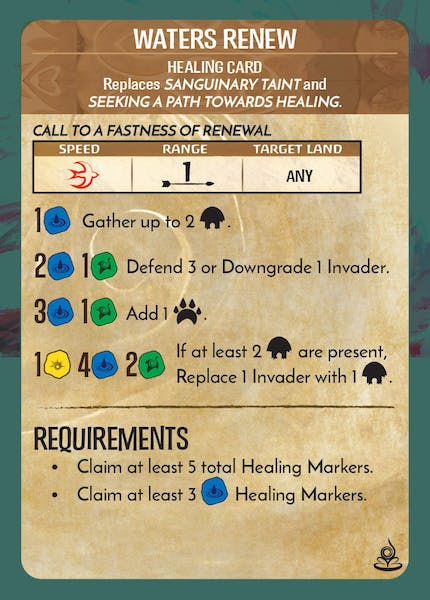 WATERS RENEW
HEALING CARD
Replaces SANGUINARY TAINT and
SEEKING A PATH TOWARDS HEALING.
CALL TO A FASTNESS OF RENEWAL
SPEED RANGE TARGET LAND
1 ANY
1 Gather up to 2 .
2 1 Defend 3 or Downgrade 1 Invader.
3 1 Add 1 .
1 4 2 If at least 2 are present,
Replace 1 Invader with 1 .
REQUIREMENTS
• Claim at least 5 total Healing Markers.
• Claim at least 3 Healing Markers.